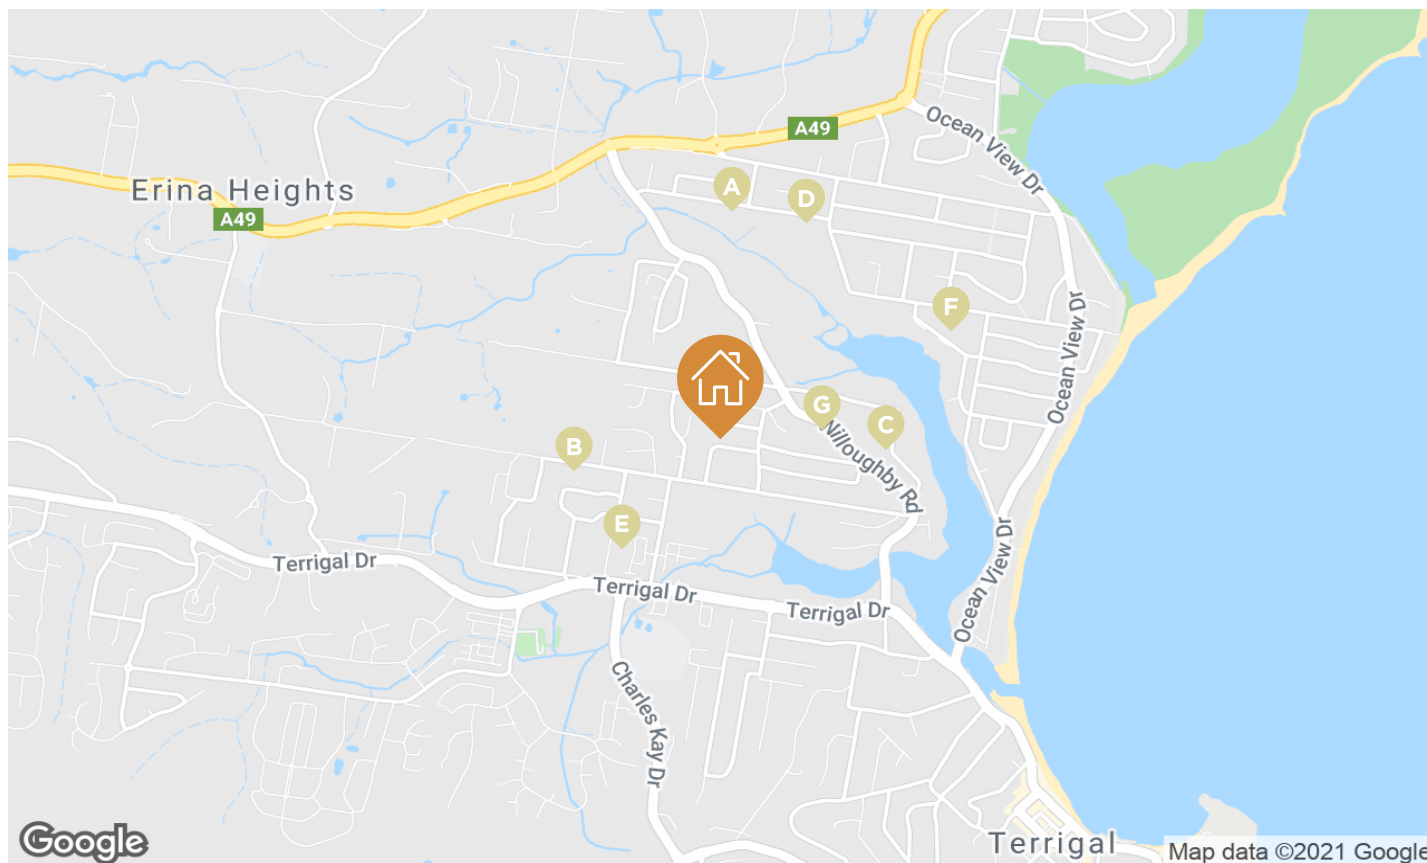 A49
Ocean View Dr
A
D
Erina Heights
A49
F
Ocean View Dr
G
C
B
Nilloughby Rd
E
Ocean View Dr
Terrigal Dr
Terrigal Dr
Terrigal Dr
Charles Kay Dr
Google
Terrigal
Map data ©2021 Google